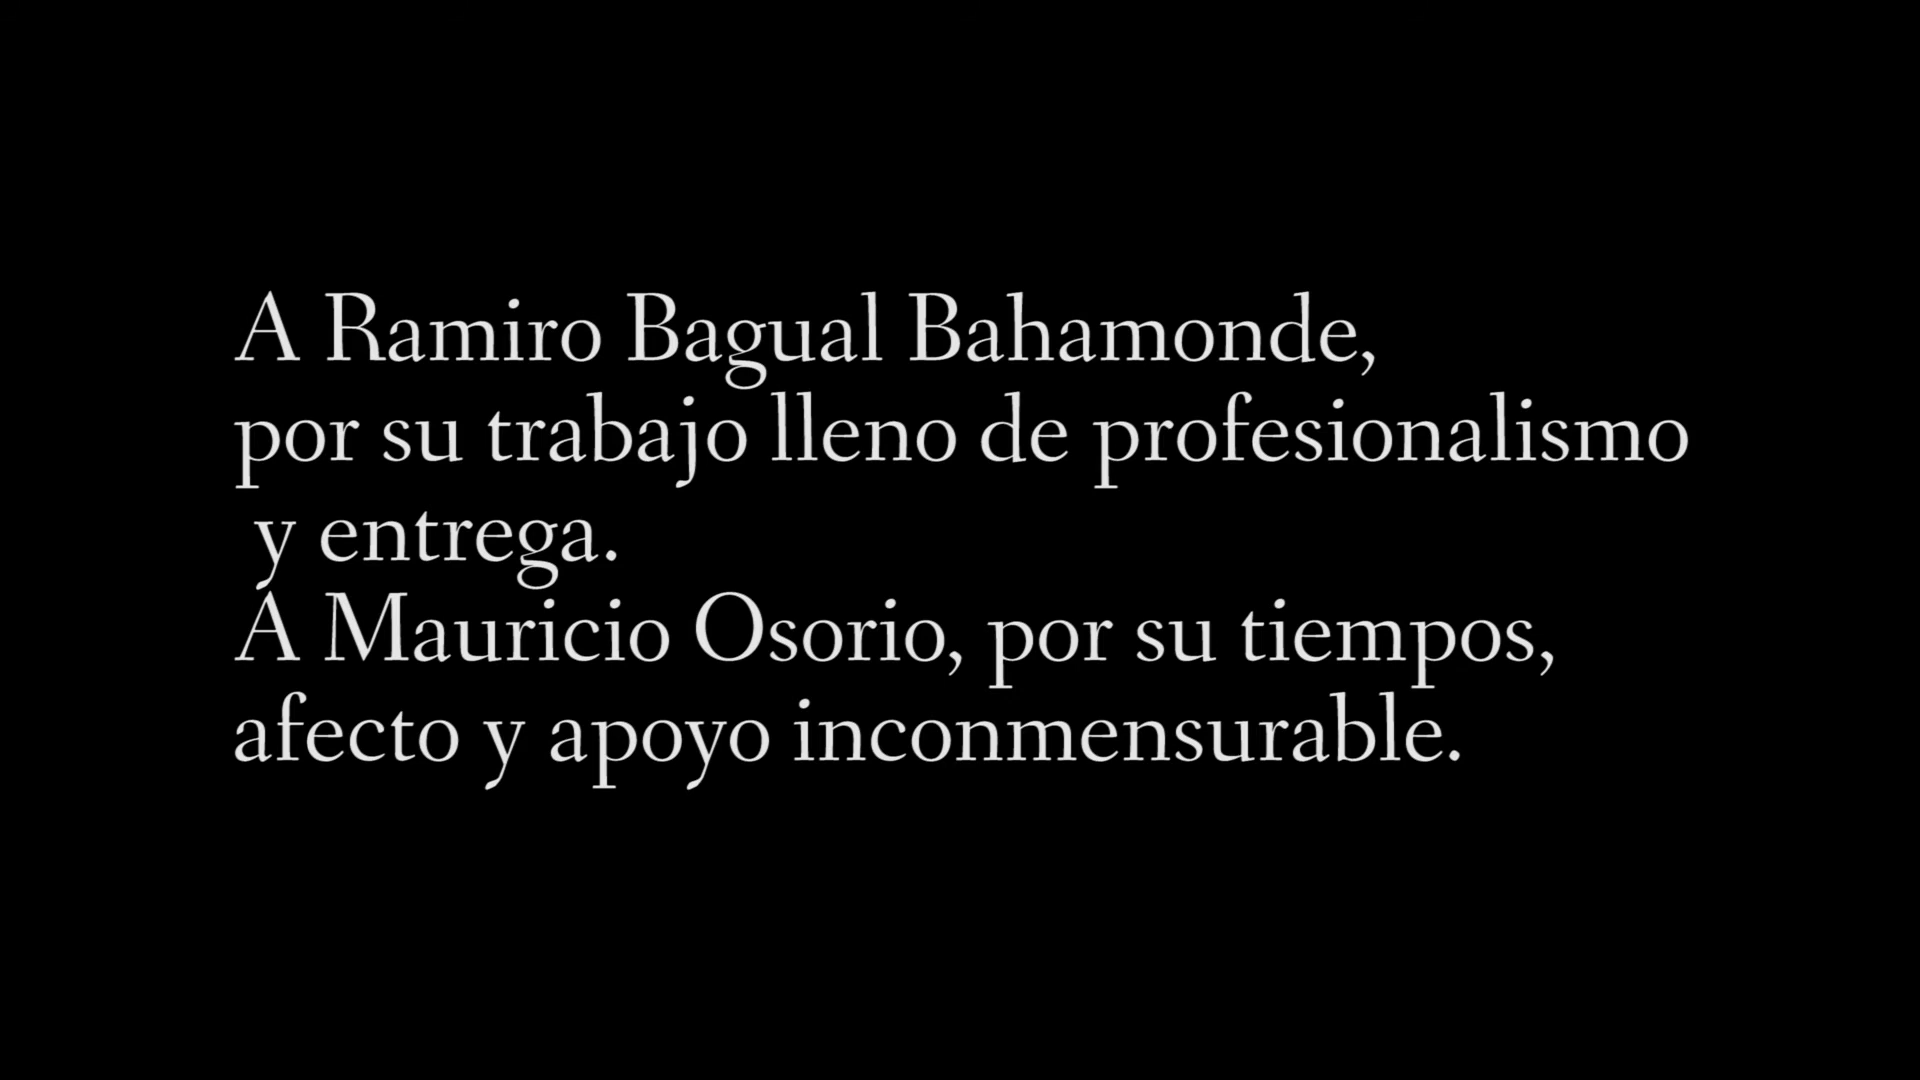 A Ramiro Bagual Bahamonde,
por su trabajo lleno de profesionalismo
y entrega.
A Mauricio Osorio, por su tiempos,
afecto y apoyo inconmensurable.